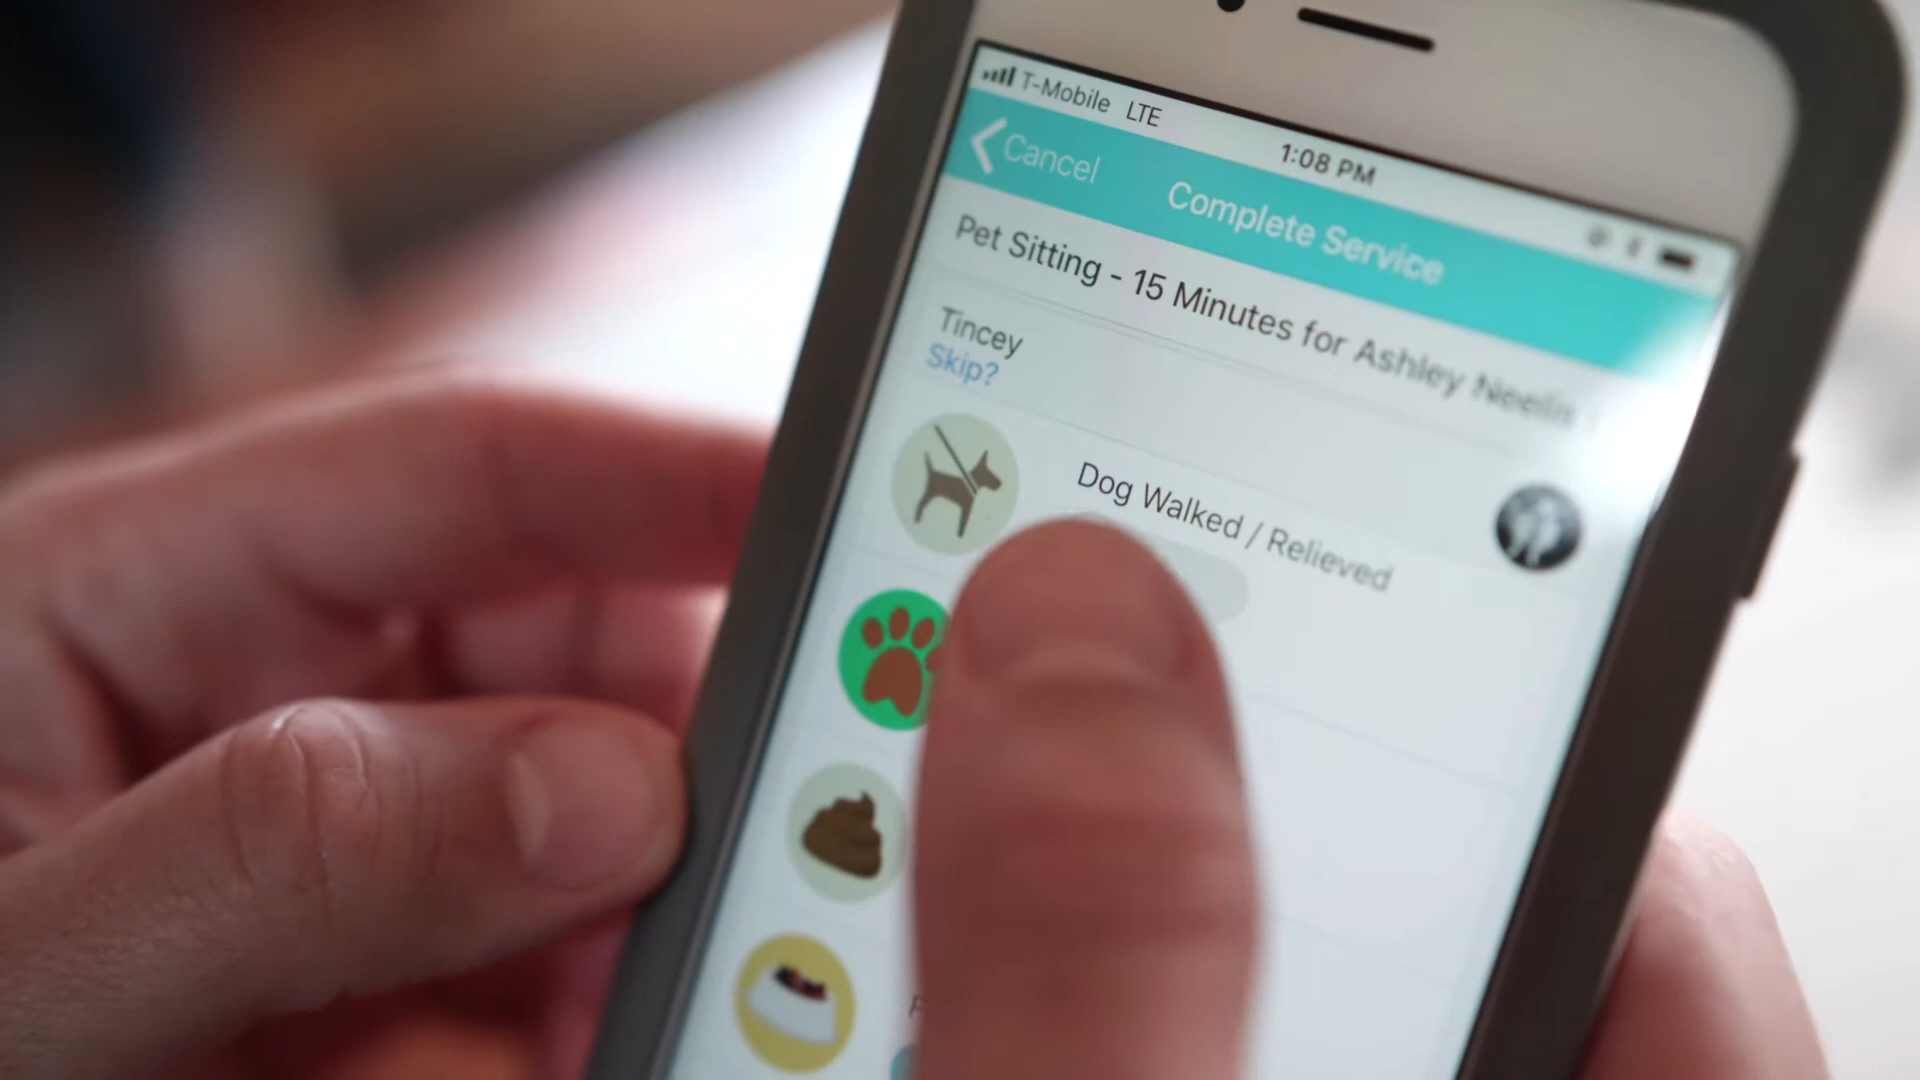 T-Mobile LTE
1:08 PM
Cancel
Complete Service
Pet Sitting - 15 Minutes for Ashley
Tincey
Skip?
Dog Walked / Relieved